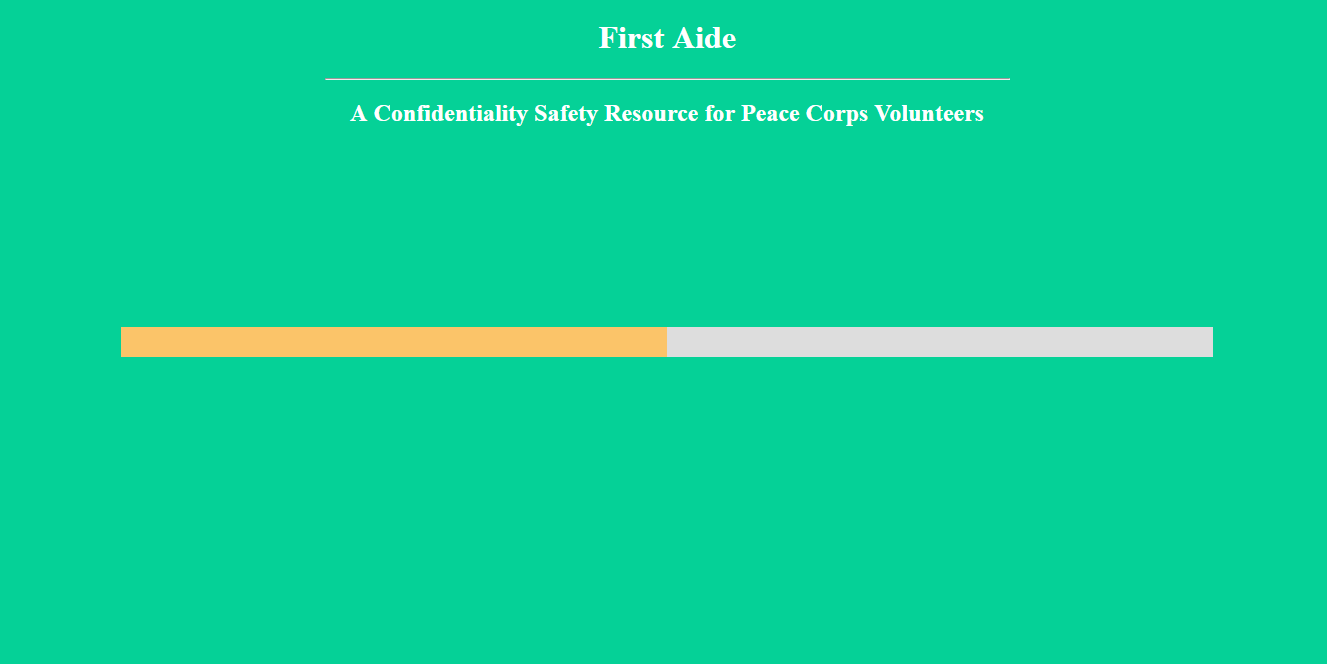 First Aide
A Confidentiality Safety Resource for Peace Corps Volunteers